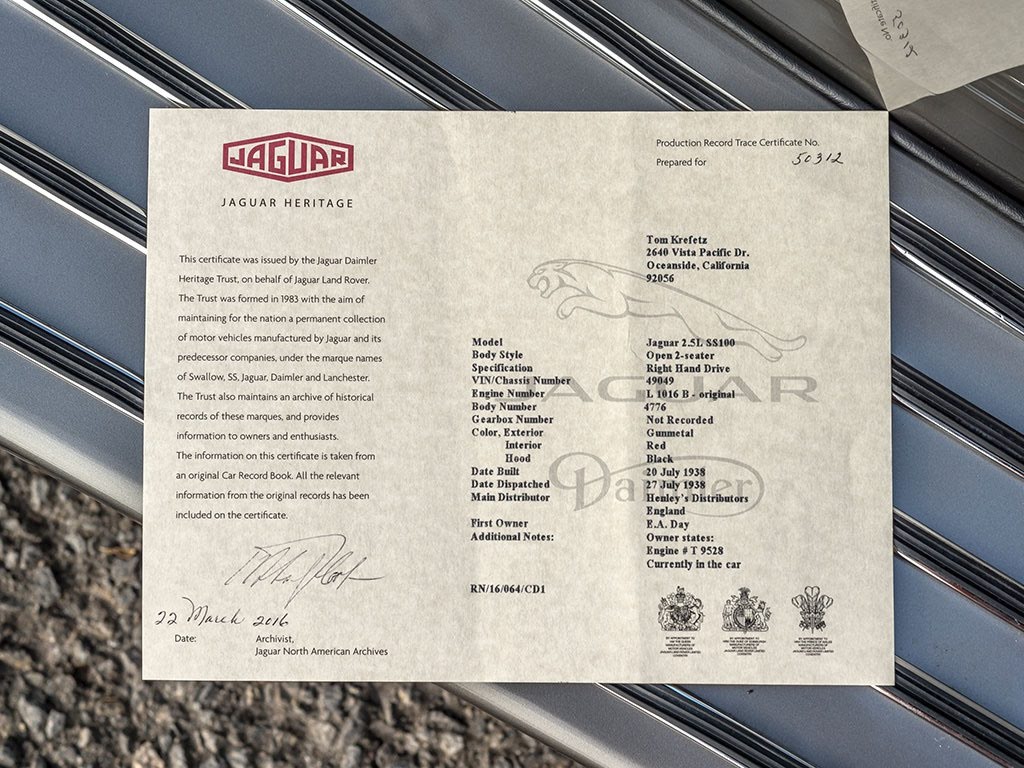 JAGUAR
JAGUAR HERITAGE
Production Record Trace Certificate No.
Prepared for
50312
Tom Krefetz
2640 Vista Pacific Dr.
Oceanside, California
92056
This certificate was issued by the Jaguar Daimler
Heritage Trust, on behalf of Jaguar Land Rover.
The Trust was formed in 1983 with the aim of
maintaining for the nation a permanent collection
of motor vehicles manufactured by Jaguar and its
predecessor companies, under the marque names
of Swallow, SS, Jaguar, Daimler and Lanchester.
The Trust also maintains an archive of historical
records of these marques, and provides
information to owners and enthusiasts.
The information on this certificate is taken from
an original Car Record Book. All the relevant
information from the original records has been
included on the certificate.
22 March 2016
Date:
Archivist,
Jaguar North American Archives
JAGUAR
Daimler
Model Jaguar 2.5L SS100
Body Style Open 2-seater
Specification Right Hand Drive
VIN/Chassis Number 49049
Engine Number L 1016 B - original
Body Number 4776
Gearbox Number Not Recorded
Color, Exterior Gunmetal
Interior Red
Hood Black
Date Built 20 July 1938
Date Dispatched 27 July 1938
Main Distributor Henley's Distributors
England
First Owner E.A. Day
Additional Notes: Owner states:
Engine # T 9528
Currently in the car
RN/16/064/CD1